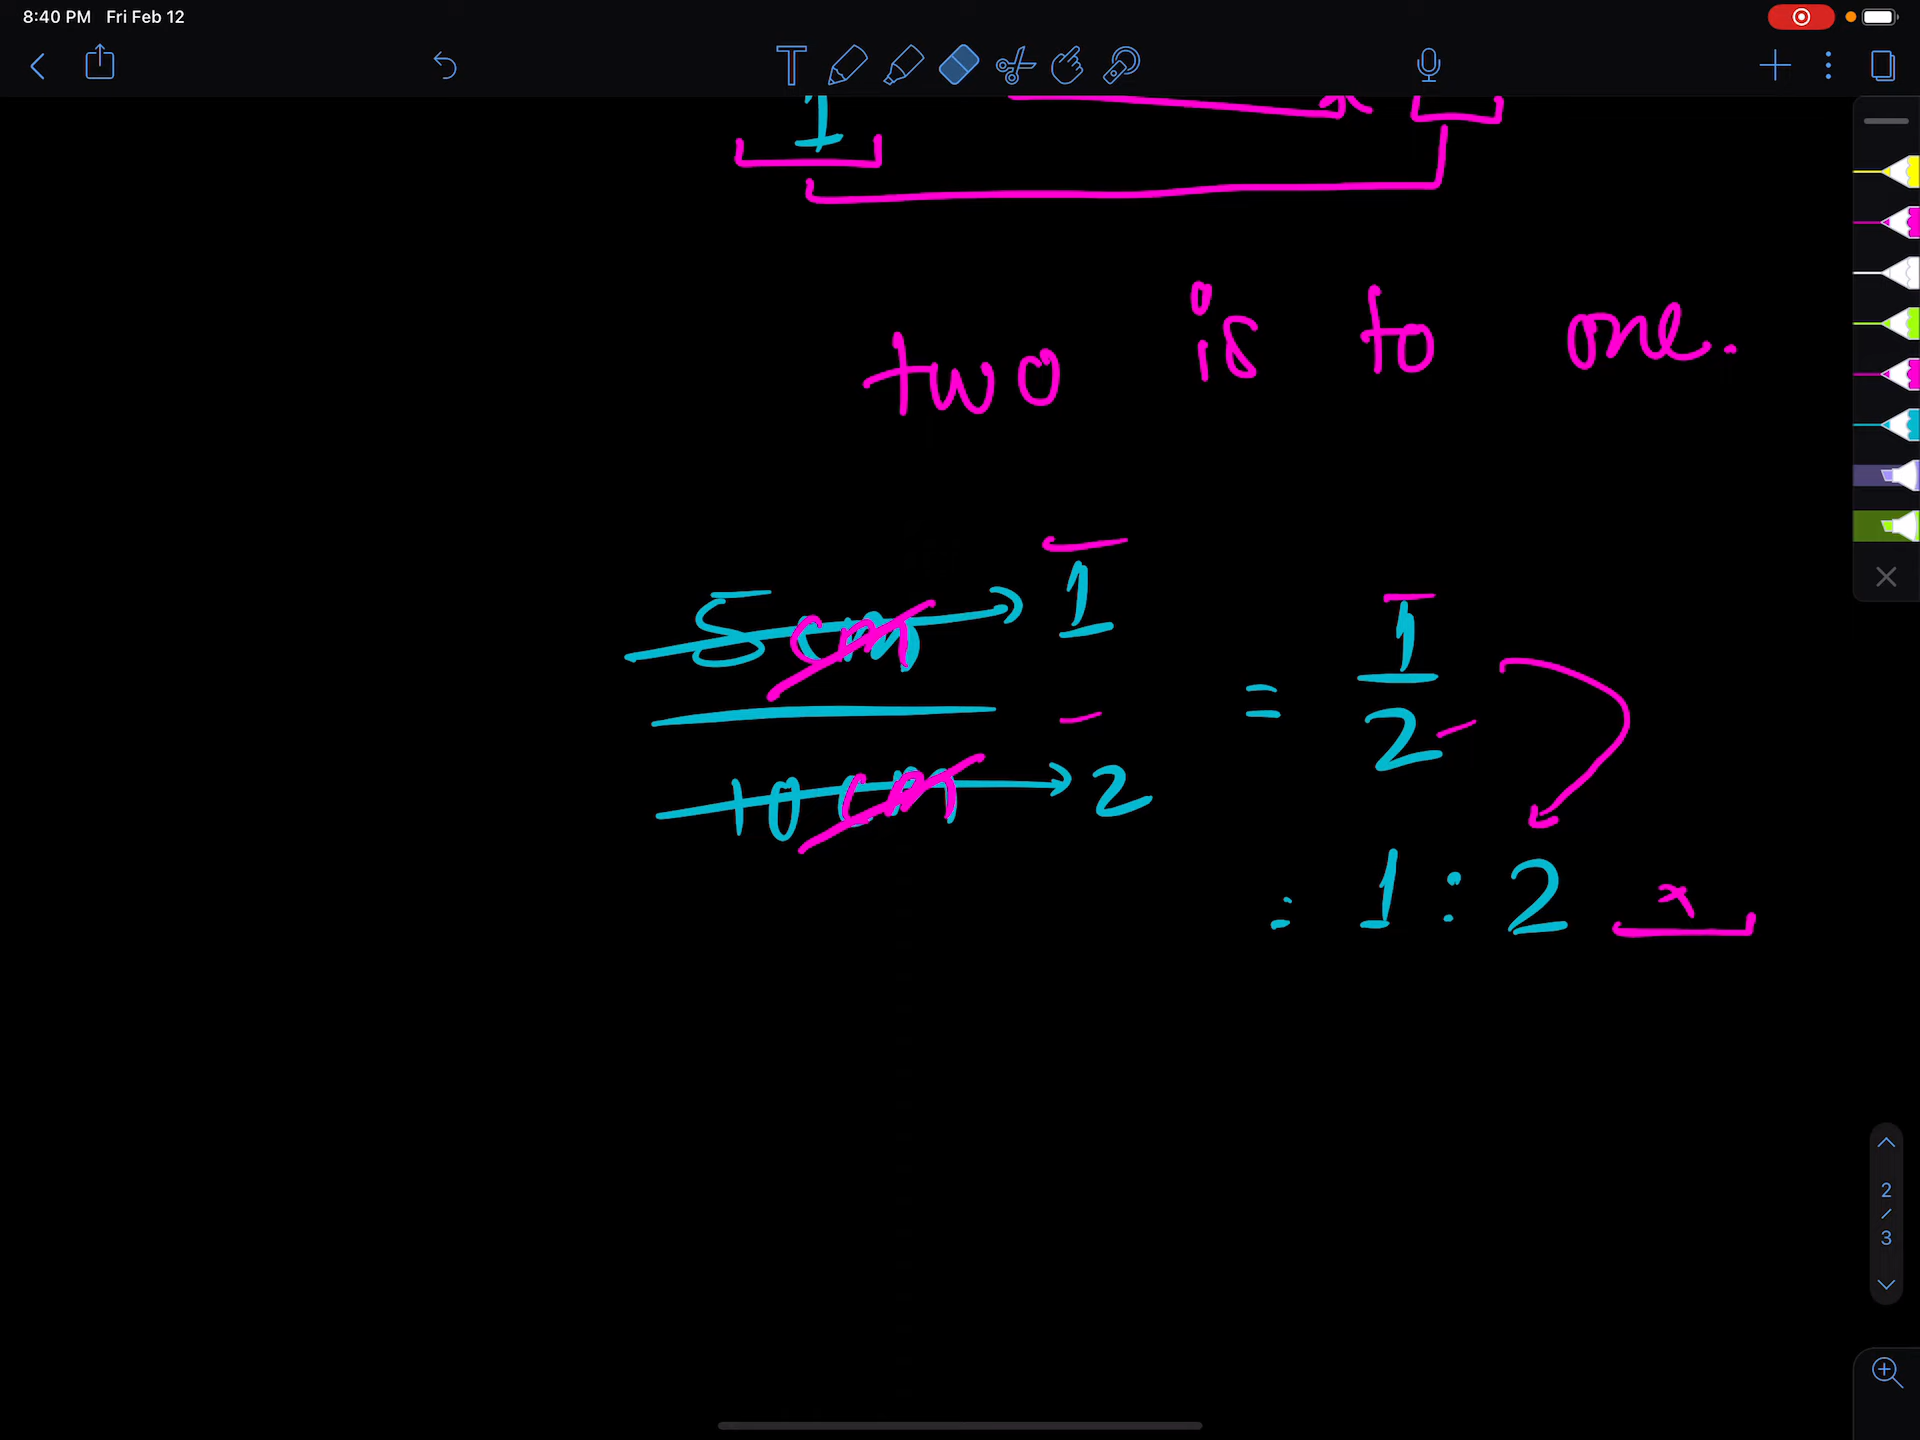 8:40 PM Fri Feb 12
T
1
two is to one.
5 cm 1
10 cm 2
= 1
2
: 1 : 2 x
2
/
3